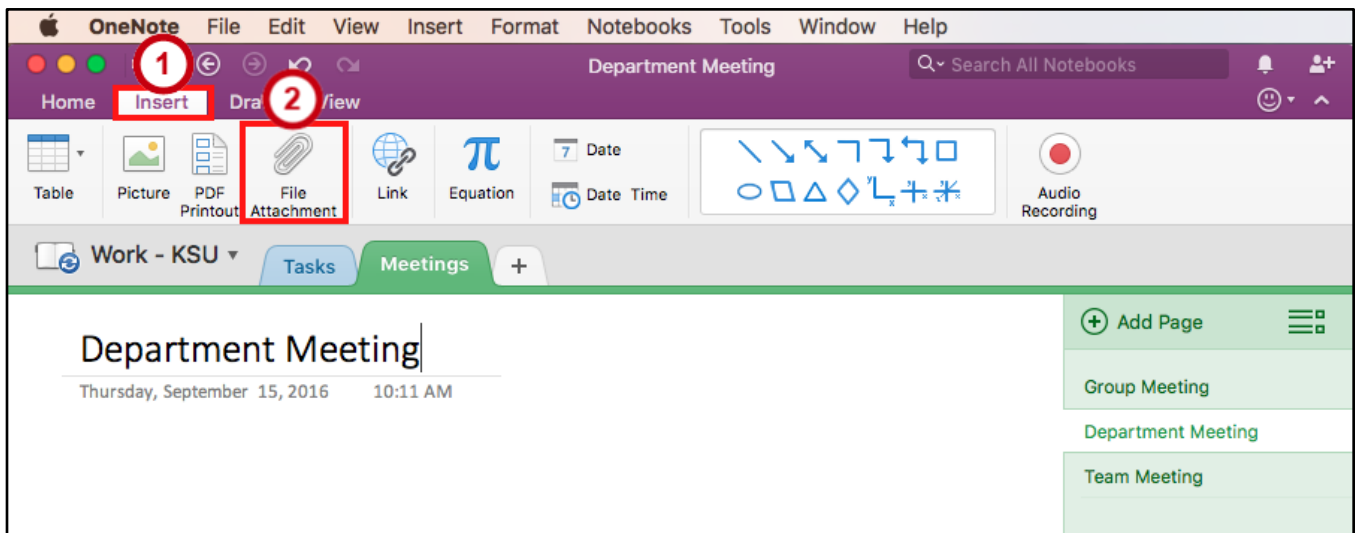 OneNote File Edit View Insert Format Notebooks Tools Window Help
1
Department Meeting
Search All Notebooks
Home Insert 2 View
Table
Picture
PDF Printout
File Attachment
Link
π
Equation
7 Date
Date Time
Audio Recording
Work - KSU
Tasks
Meetings
+
Department Meeting
Thursday, September 15, 2016 10:11 AM
Add Page
Group Meeting
Department Meeting
Team Meeting